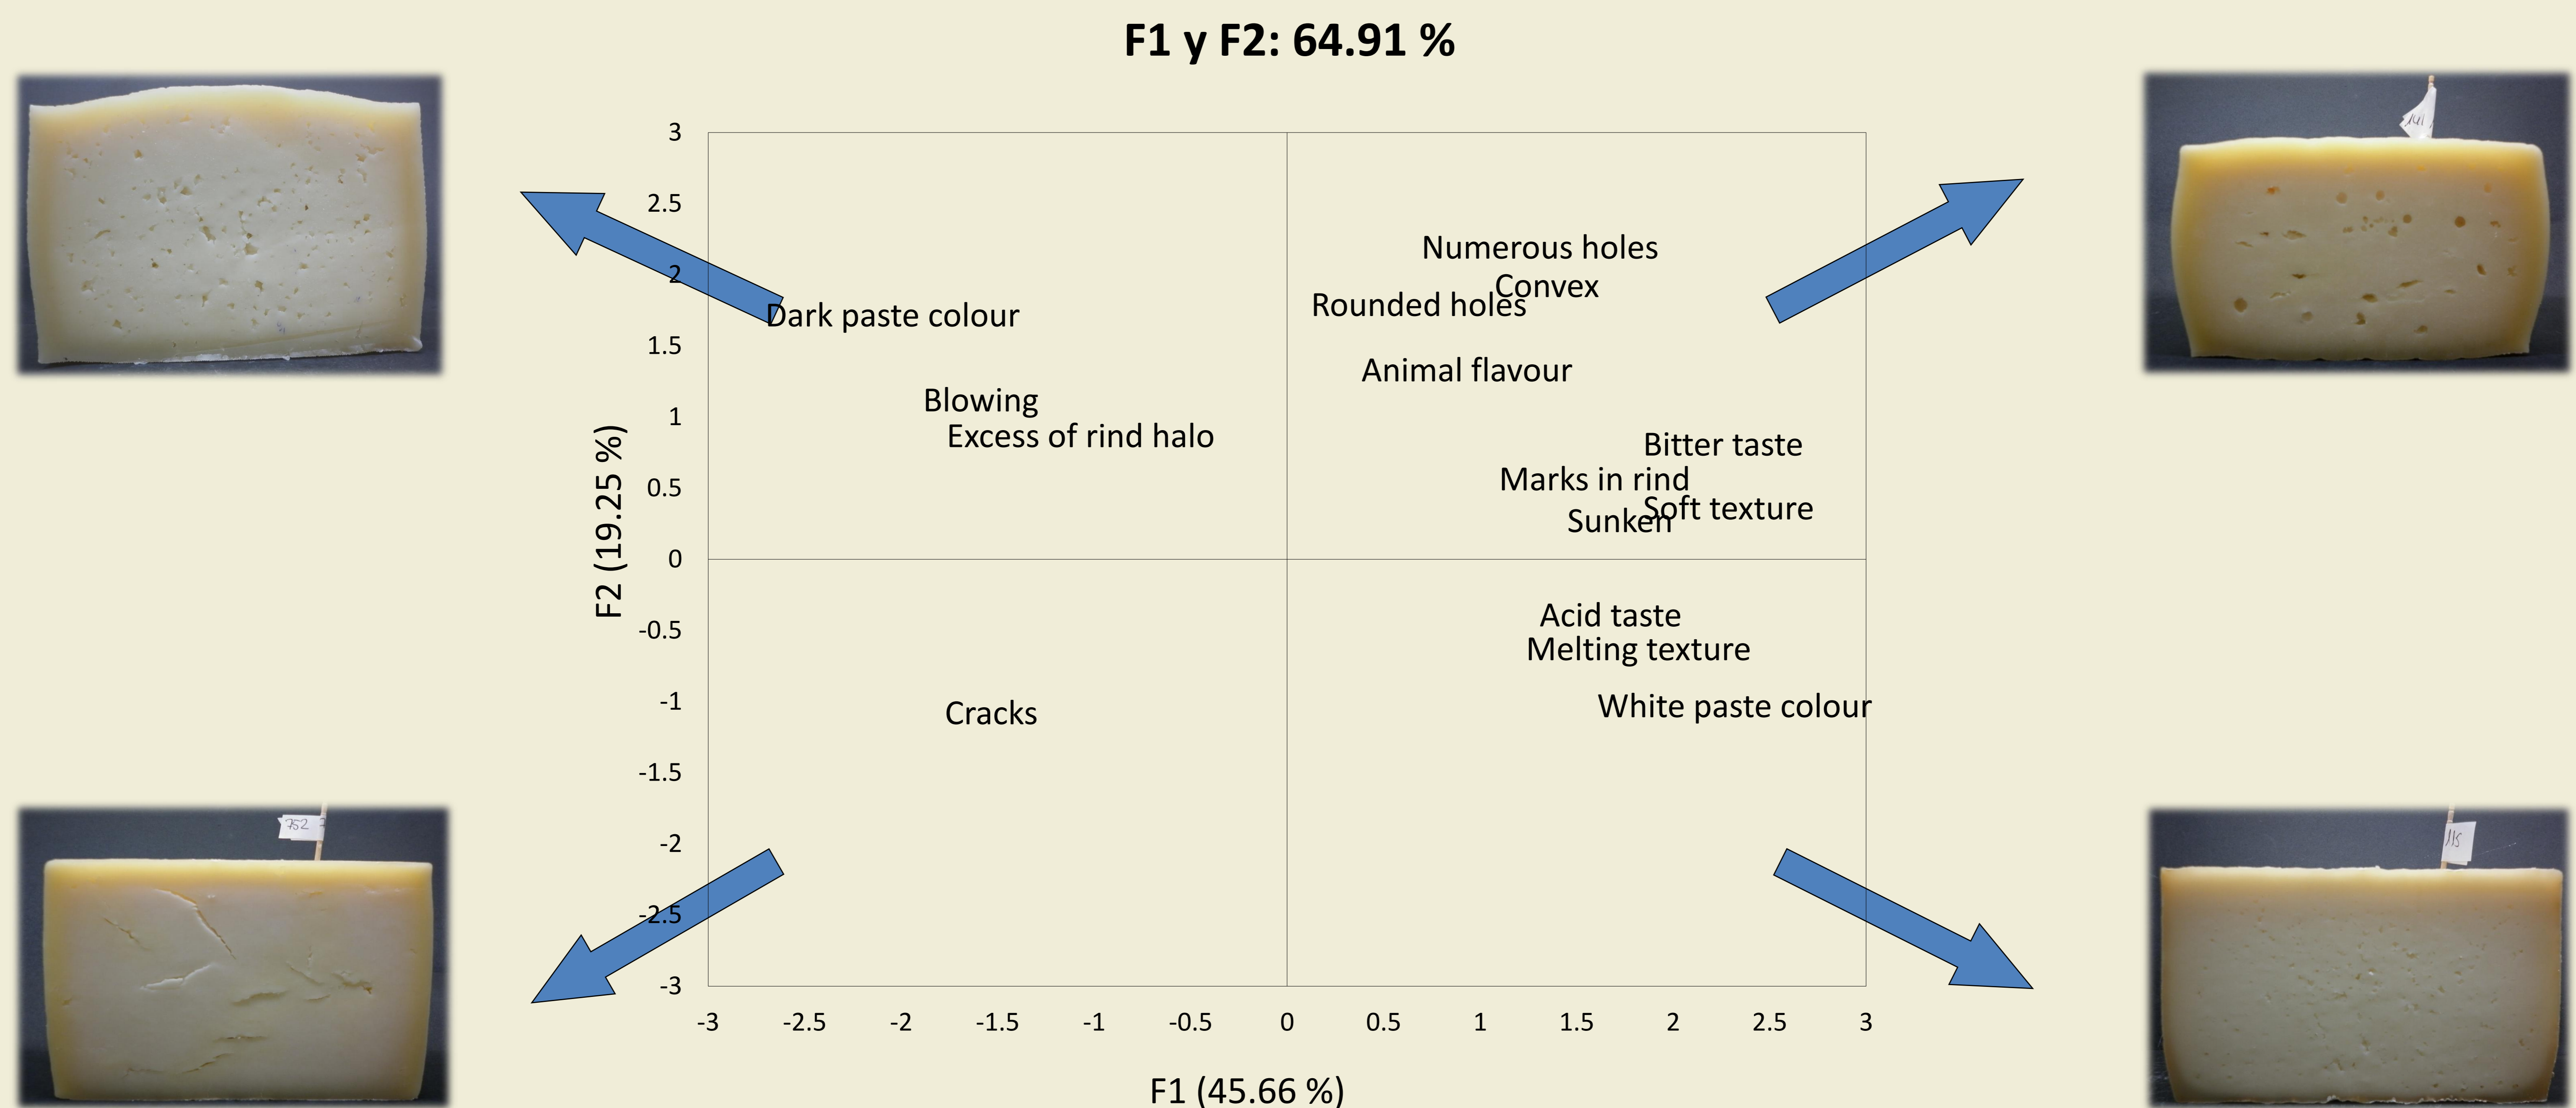 F1 y F2: 64.91 %
3
2.5
2
1.5
1
0.5
0
-0.5
-1
-1.5
-2
-2.5
-3
F2 (19.25 %)
Numerous holes
Convex
Rounded holes
Dark paste colour
Animal flavour
Blowing
Excess of rind halo
Bitter taste
Marks in rind
Soft texture
Sunken
Acid taste
Melting texture
White paste colour
Cracks
752
115
-3
-2.5
-2
-1.5
-1
-0.5
0
0.5
1
1.5
2
2.5
3
F1 (45.66 %)